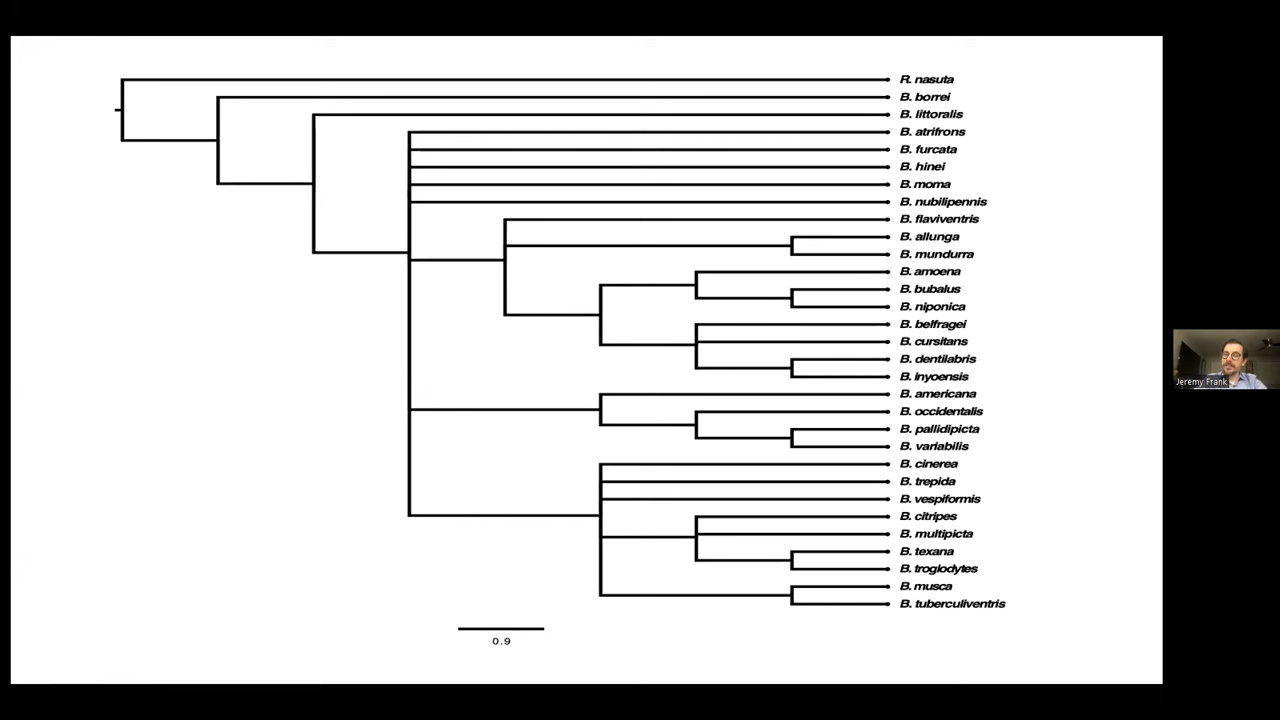 R. nasuta
B. borrei
B. littoralis
B. atrifrons
B. furcata
B. hinei
B. moma
B. nubilipennis
B. flaviventris
B. allunga
B. mundurra
B. amoena
B. bubalus
B. niponica
B. belfragei
B. cursitans
B. dentilabris
B. inyoensis
B. americana
B. occidentalis
B. pallidipicta
B. variabilis
B. cinerea
B. trepida
B. vespiformis
B. citripes
B. multipicta
B. texana
B. troglodytes
B. musca
B. tuberculiventris
0.9
Jeremy Frank